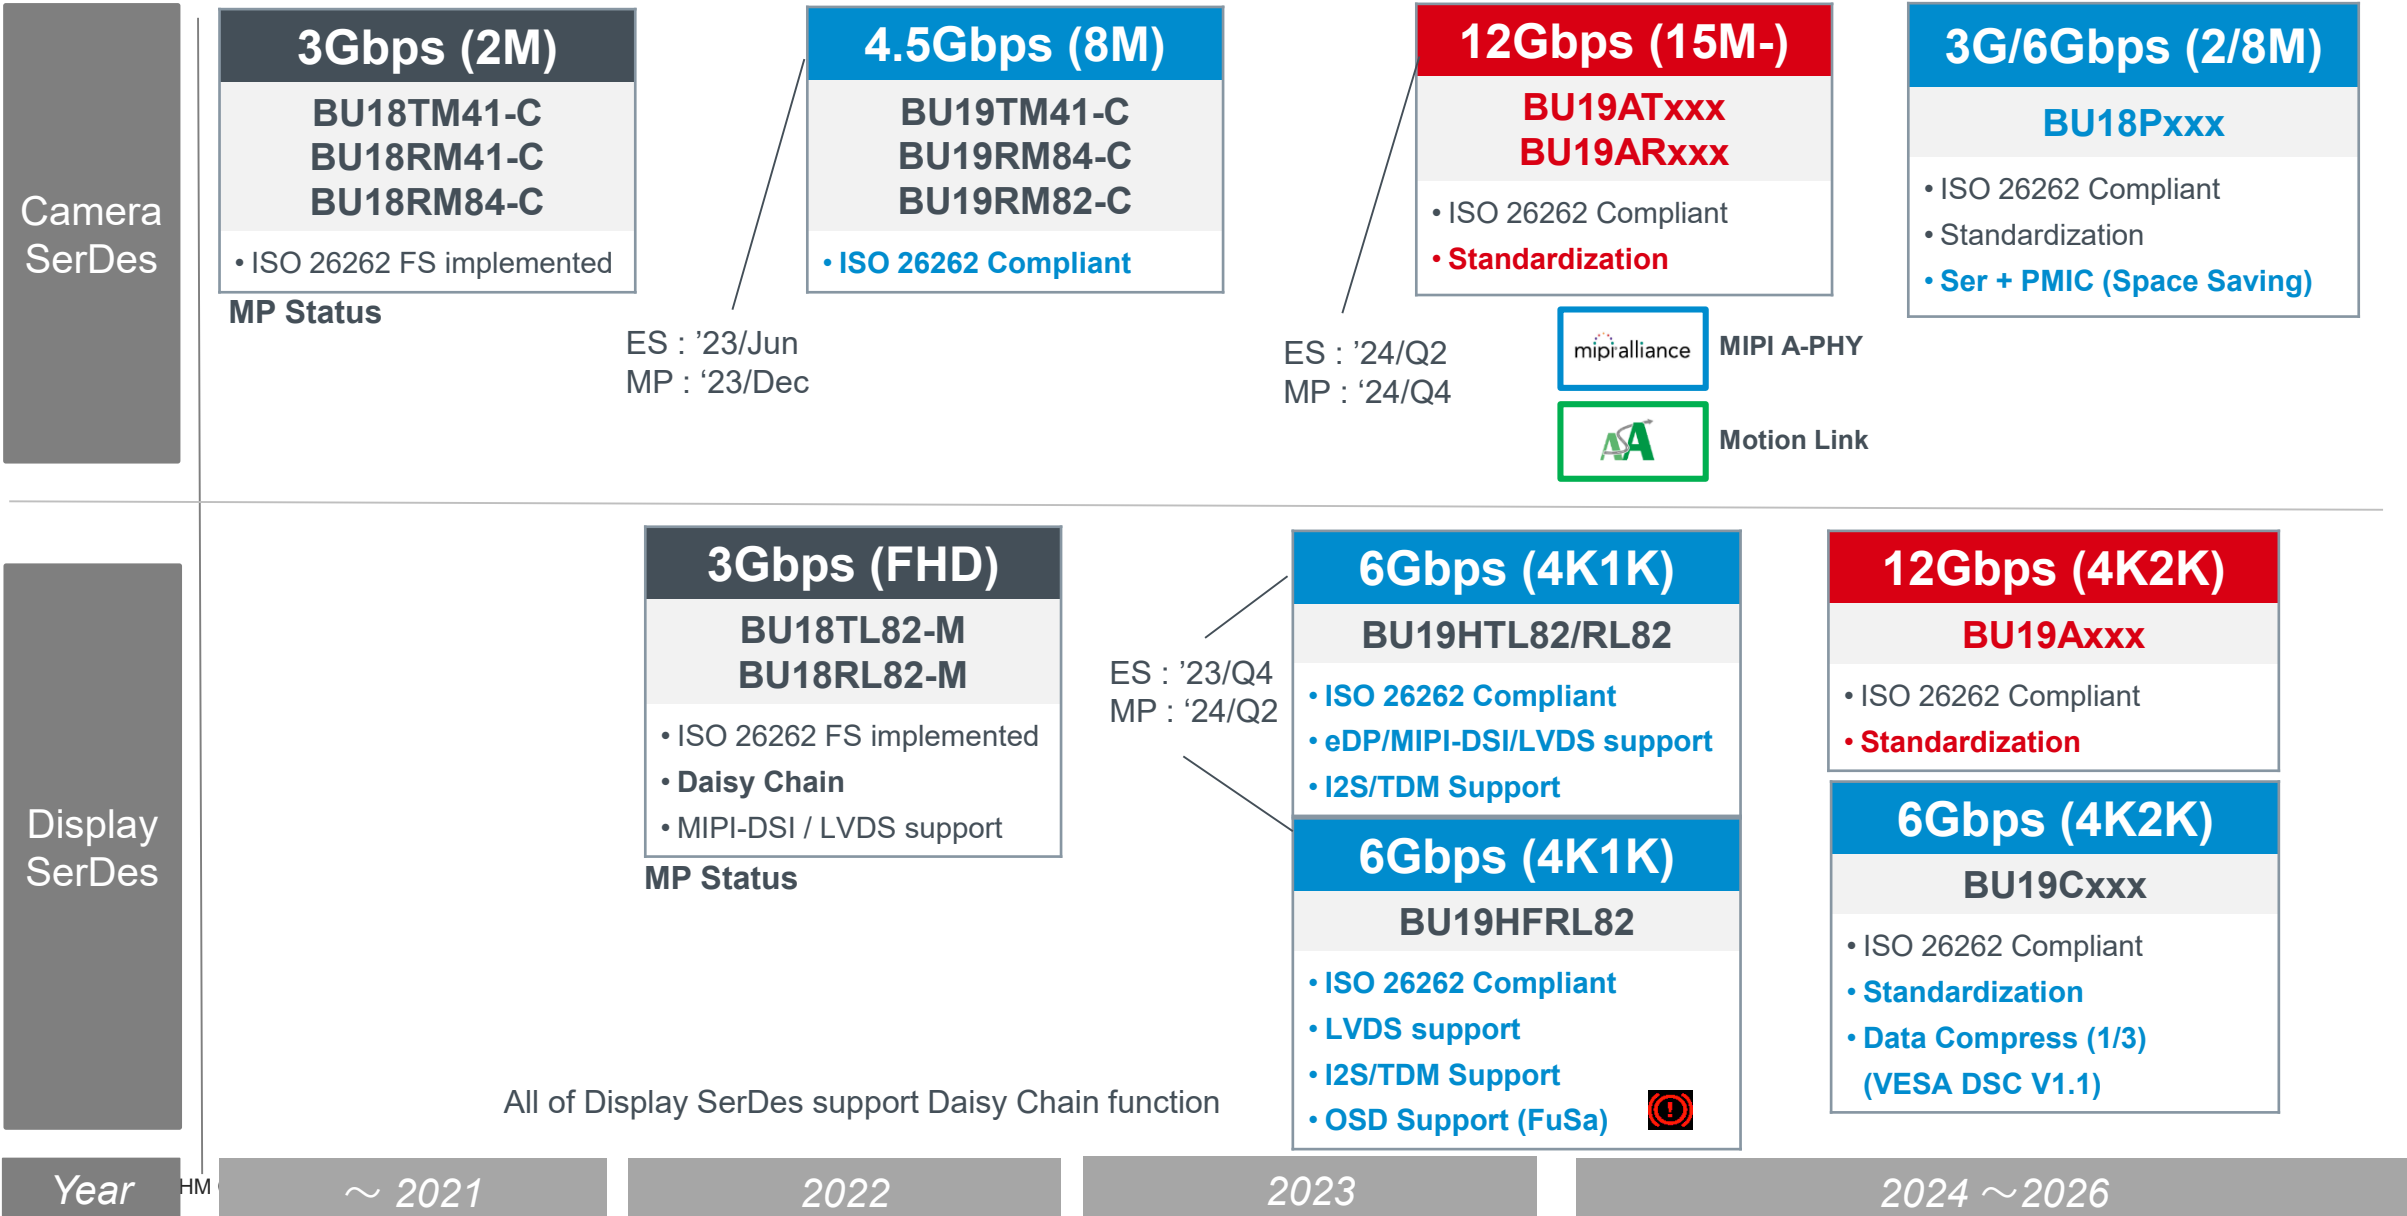 Camera
SerDes
3Gbps (2M)
BU18TM41-C
BU18RM41-C
BU18RM84-C
• ISO 26262 FS implemented
MP Status
4.5Gbps (8M)
BU19TM41-C
BU19RM84-C
BU19RM82-C
• ISO 26262 Compliant
ES : ’23/Jun
MP : ‘23/Dec
12Gbps (15M-)
BU19ATxxx
BU19ARxxx
• ISO 26262 Compliant
• Standardization
ES : ’24/Q2
MP : ‘24/Q4
mipi alliance
MIPI A-PHY
ASA
Motion Link
3G/6Gbps (2/8M)
BU18Pxxx
• ISO 26262 Compliant
• Standardization
• Ser + PMIC (Space Saving)
Display
SerDes
3Gbps (FHD)
BU18TL82-M
BU18RL82-M
• ISO 26262 FS implemented
• Daisy Chain
• MIPI-DSI / LVDS support
MP Status
ES : ’23/Q4
MP : ‘24/Q2
6Gbps (4K1K)
BU19HTL82/RL82
• ISO 26262 Compliant
• eDP/MIPI-DSI/LVDS support
• I2S/TDM Support
6Gbps (4K1K)
BU19HFRL82
• ISO 26262 Compliant
• LVDS support
• I2S/TDM Support
• OSD Support (FuSa)
12Gbps (4K2K)
BU19Axxx
• ISO 26262 Compliant
• Standardization
6Gbps (4K2K)
BU19Cxxx
• ISO 26262 Compliant
• Standardization
• Data Compress (1/3)
(VESA DSC V1.1)
All of Display SerDes support Daisy Chain function
Year
HM
～ 2021
2022
2023
2024 ～2026